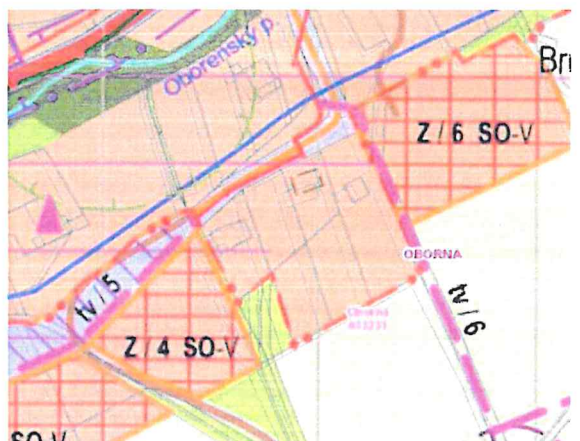 Oborenský p.
Br
Z / 6 SO-V
OBORNA
tv / 5
tv / 6
Z / 4 SO-V
SO-V